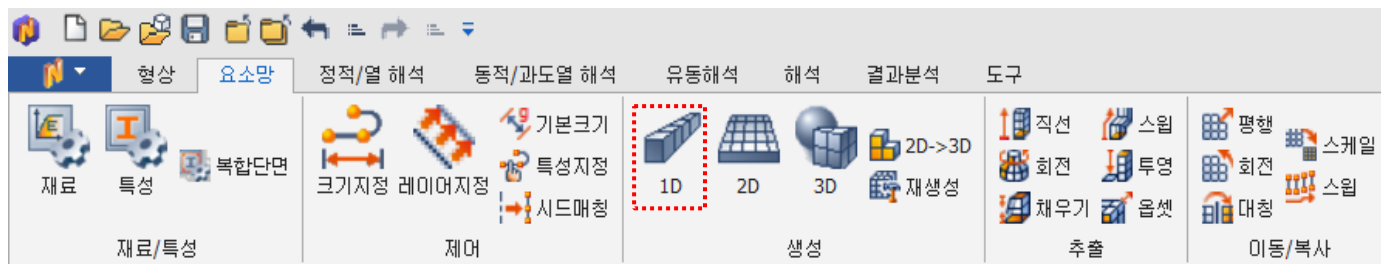 형상 요소망 정적/열 해석 동적/과도열 해석 유동해석 해석 결과분석 도구
재료 특성 복합단면
재료/특성
크기지정 레이어지정 기본크기 특성지정 시드매칭
제어
1D 2D 3D 2D->3D 재생성
생성
직선 스윕
회전 투영
채우기 옵셋
추출
평행 스케일
회전 스윕
대칭
이동/복사